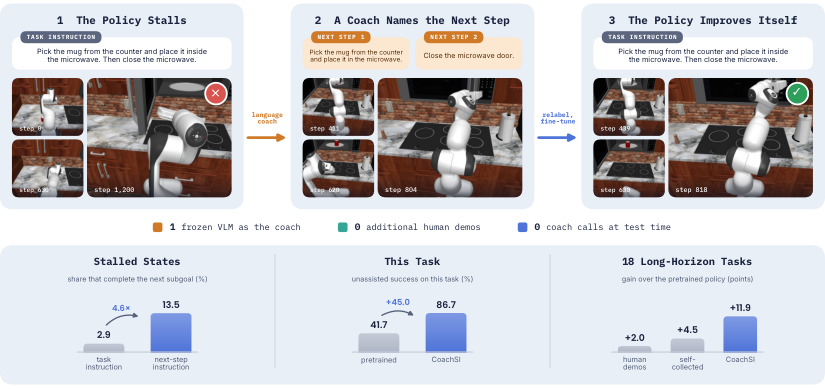 1 The Policy Stalls
TASK INSTRUCTION
Pick the mug from the counter and place it inside
the microwave. Then close the microwave.
step 0
step 630
step 1,200
language
coach
2 A Coach Names the Next Step
NEXT STEP 1
Pick the mug from the counter
and place it in the microwave.
NEXT STEP 2
Close the microwave door.
step 411
step 620
step 804
relabel,
fine-tune
3 The Policy Improves Itself
TASK INSTRUCTION
Pick the mug from the counter and place it inside
the microwave. Then close the microwave.
step 818
1 frozen VLM as the coach
0 additional human demos
0 coach calls at test time
Stalled States
share that complete the next subgoal (%)
4.6×
2.9
13.5
task
instruction
next-step
instruction
This Task
unassisted success on this task (%)
+45.0
41.7
86.7
pretrained
CoachSI
18 Long-Horizon Tasks
gain over the pretrained policy (points)
+2.0
+4.5
+11.9
human
demos
self-
collected
CoachSI